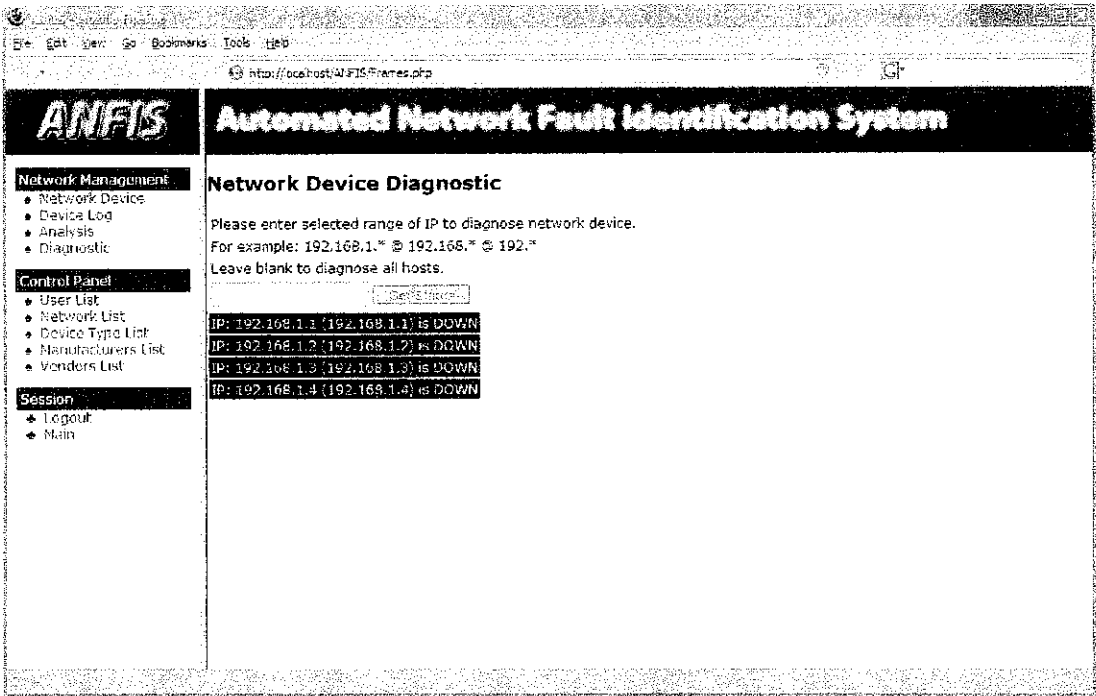 File Edit View Go Bookmarks Tools Help
http://localhost/ANFIS/Frames.php
ANFIS
Automated Network Fault Identification System
Network Management
Network Device
Device Log
Analysis
Diagnostic
Control Panel
User List
Network List
Device Type List
Manufacturers List
Vendors List
Session
Logout
Main
Network Device Diagnostic
Please enter selected range of IP to diagnose network device.
For example: 192.168.1.* @ 192.168.* @ 192.*
Leave blank to diagnose all hosts.
IP: 192.168.1.1 (192.168.1.1) is DOWN
IP: 192.168.1.2 (192.168.1.2) is DOWN
IP: 192.168.1.3 (192.168.1.3) is DOWN
IP: 192.168.1.4 (192.168.1.4) is DOWN